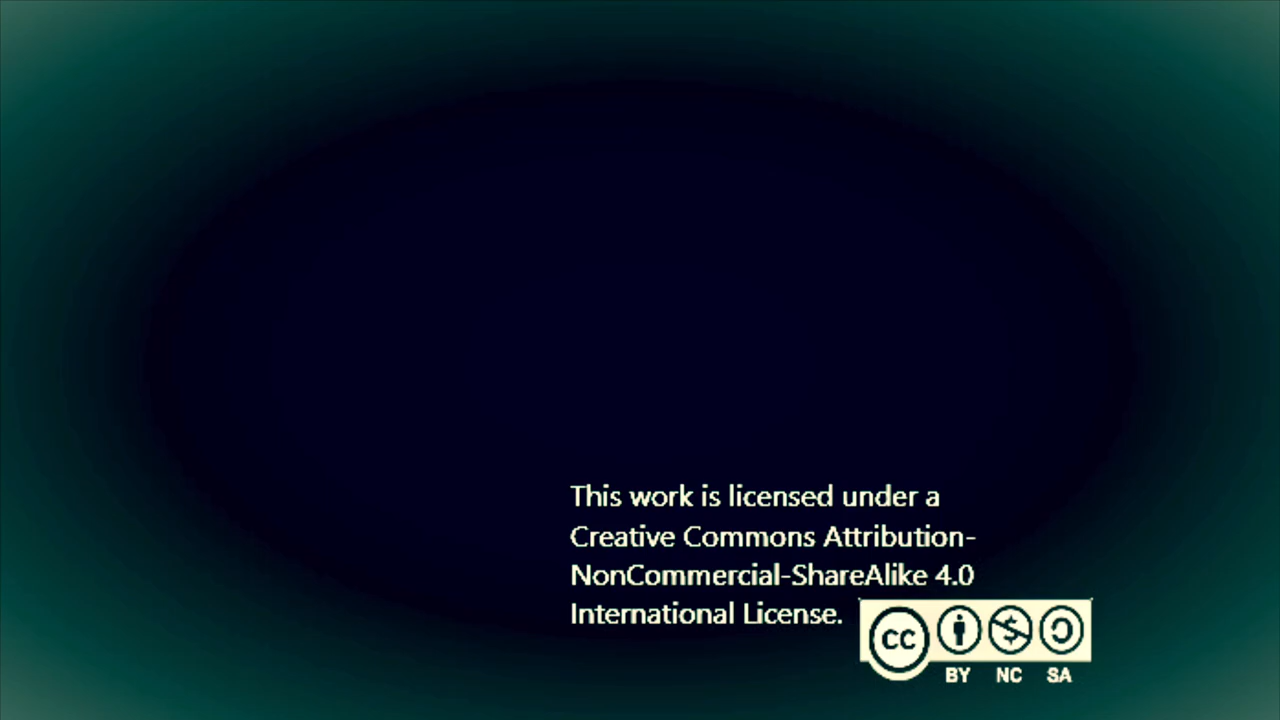 This work is licensed under a
Creative Commons Attribution-
NonCommercial-ShareAlike 4.0
International License.
CC
BY NC SA